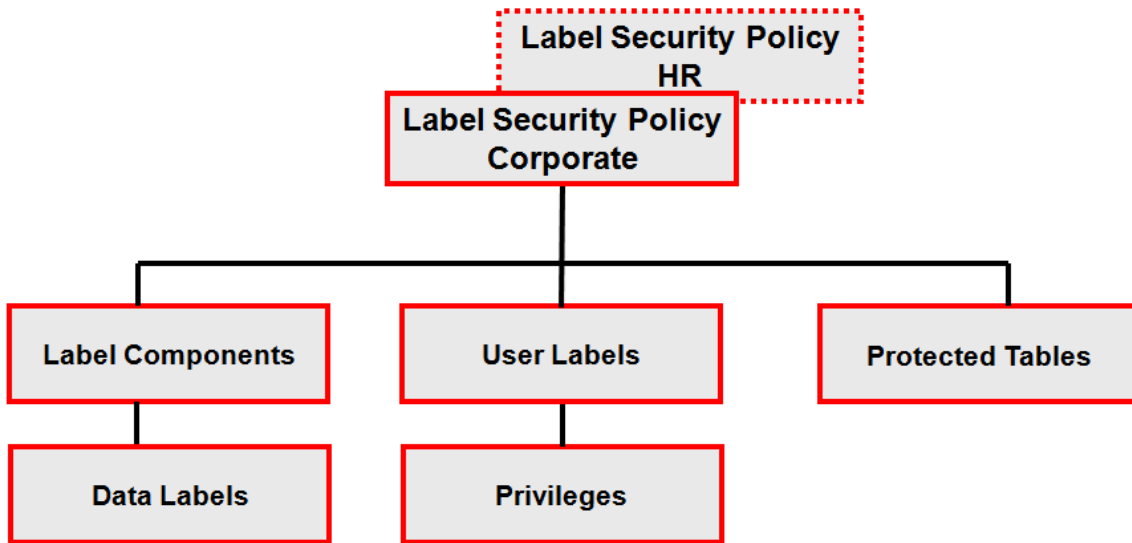 Label Security Policy
HR
Label Security Policy
Corporate
Label Components
User Labels
Protected Tables
Data Labels
Privileges